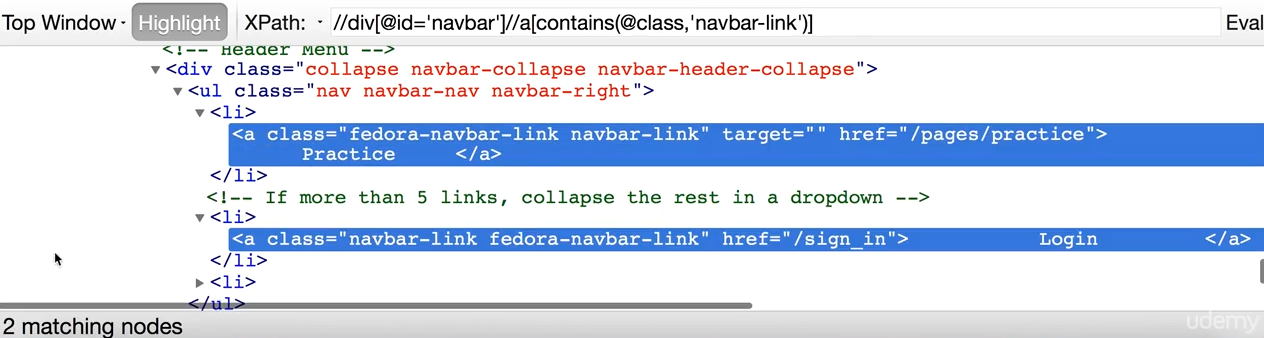 Top Window Highlight XPath: //div[@id='navbar']//a[contains(@class,'navbar-link')] Eval
<!-- Header Menu -->
<div class="collapse navbar-collapse navbar-header-collapse">
<ul class="nav navbar-nav navbar-right">
<li>
<a class="fedora-navbar-link navbar-link" target="" href="/pages/practice">
Practice </a>
</li>
<!-- If more than 5 links, collapse the rest in a dropdown -->
<li>
<a class="navbar-link fedora-navbar-link" href="/sign_in"> Login </a>
</li>
<li>
</ul>
2 matching nodes
udemy